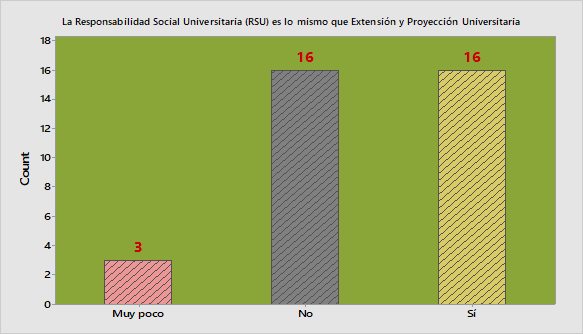 La Responsabilidad Social Universitaria (RSU) es lo mismo que Extensión y Proyección Universitaria
18
16
14
12
10
8
6
4
2
0
Count
3
16
16
Muy poco
No
Sí